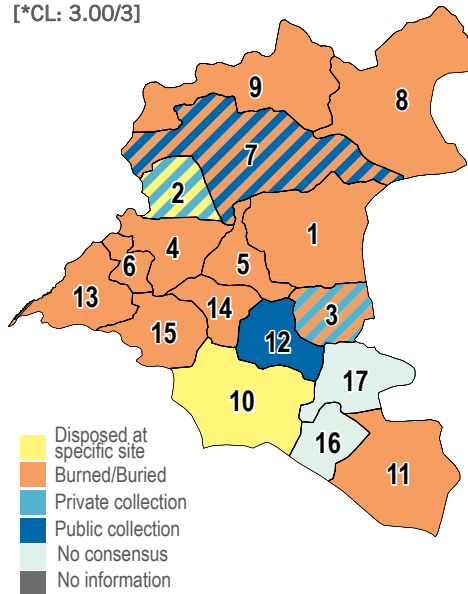 [*CL: 3.00/3]
9
8
7
2
1
4
5
6
13
14
3
15
12
17
10
16
11
Disposed at
specific site
Burned/Buried
Private collection
Public collection
No consensus
No information